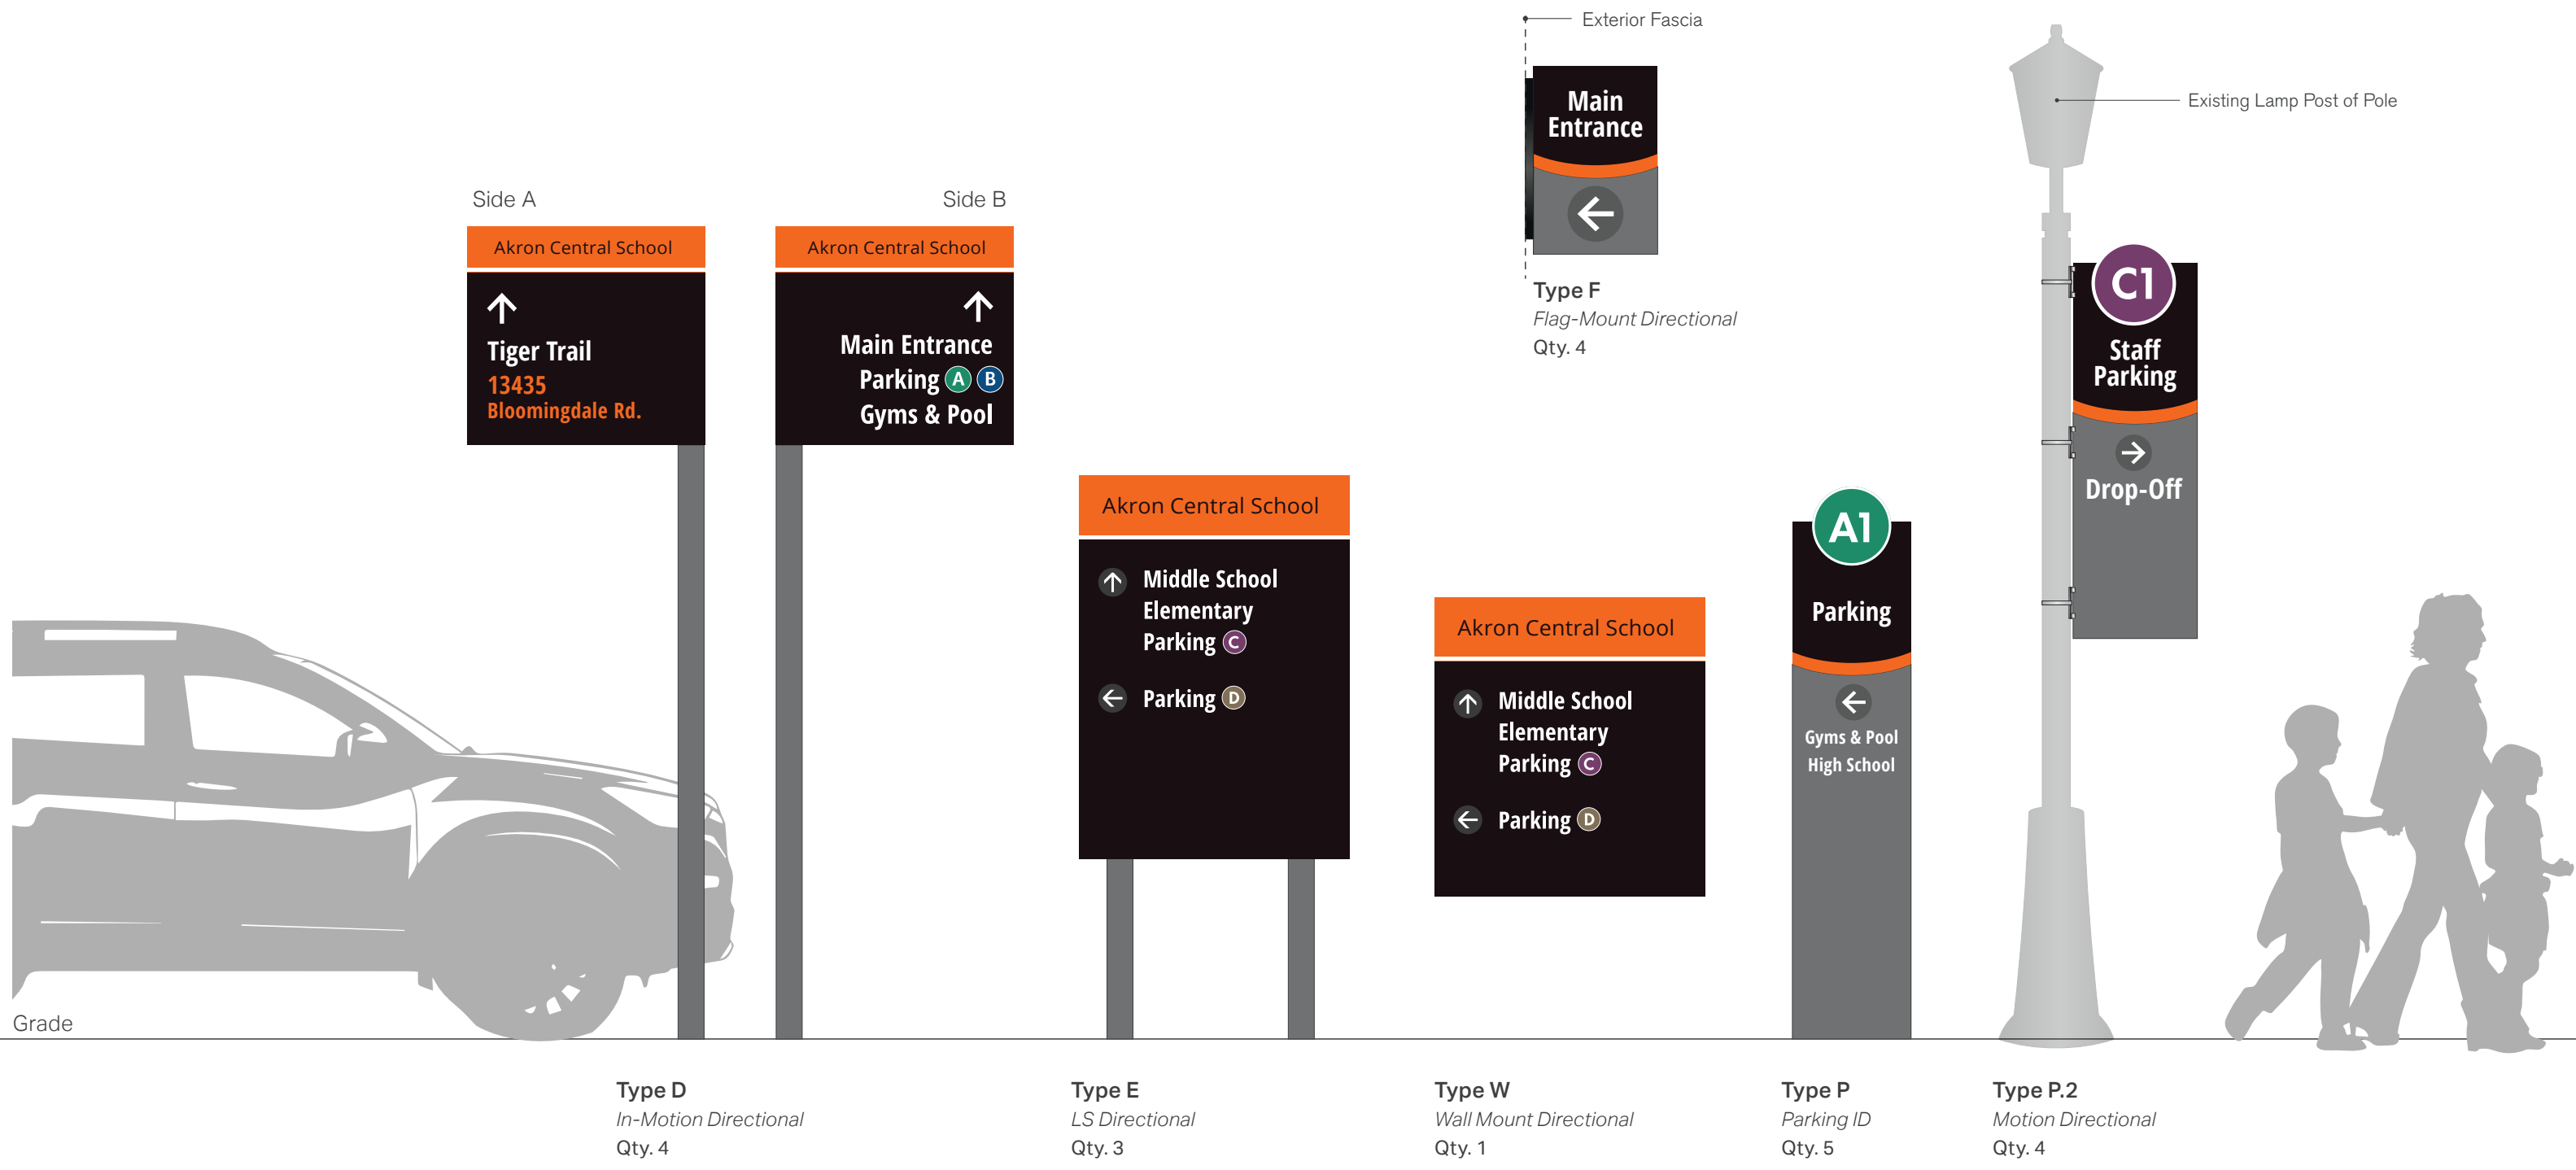 Exterior Fascia
Main
Entrance
Type F
Flag-Mount Directional
Qty. 4
Existing Lamp Post of Pole
Side A
Akron Central School
Tiger Trail
13435
Bloomingdale Rd.
Side B
Akron Central School
Main Entrance
Parking A B
Gyms & Pool
Akron Central School
Middle School
Elementary
Parking C
Parking D
Akron Central School
Middle School
Elementary
Parking C
Parking D
A1
Parking
Gyms & Pool
High School
C1
Staff
Parking
Drop-Off
Grade
Type D
In-Motion Directional
Qty. 4
Type E
LS Directional
Qty. 3
Type W
Wall Mount Directional
Qty. 1
Type P
Parking ID
Qty. 5
Type P.2
Motion Directional
Qty. 4